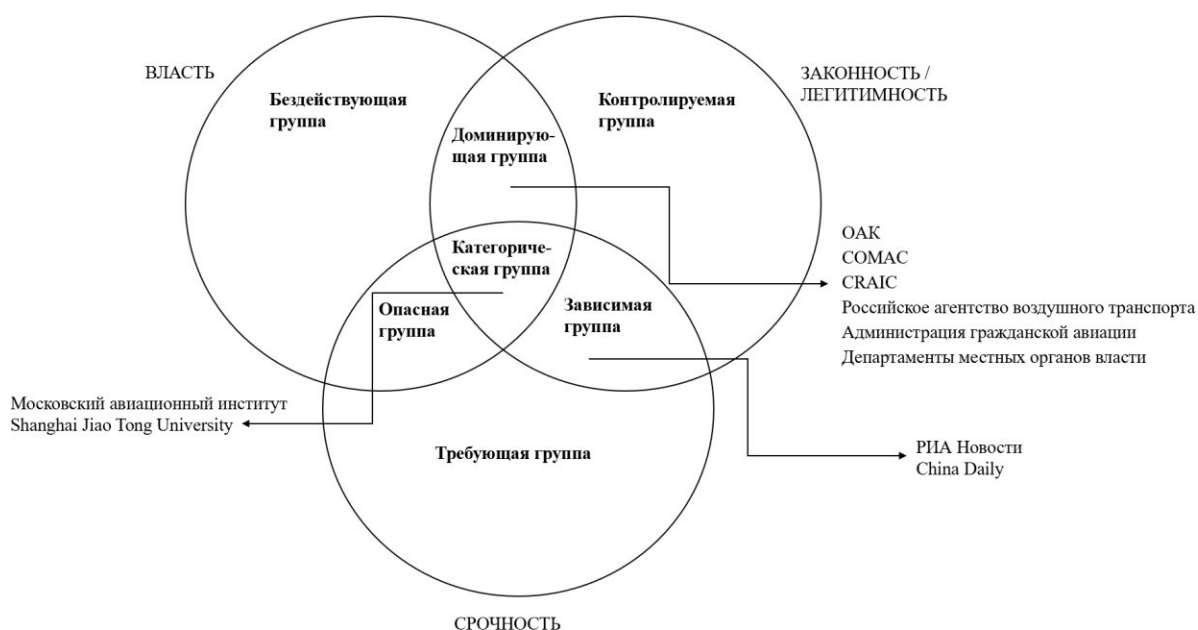 ВЛАСТЬ
ЗАКОННОСТЬ /
ЛЕГИТИМНОСТЬ
Бездействующая
группа
Контролируемая
группа
Доминирую-
щая группа
ОАК
COMAC
CRAIC
Российское агентство воздушного транспорта
Администрация гражданской авиации
Департаменты местных органов власти
Категориче-
ская группа
Опасная
группа
Зависимая
группа
Московский авиационный институт
Shanghai Jiao Tong University
Требующая группа
РИА Новости
China Daily
СРОЧНОСТЬ